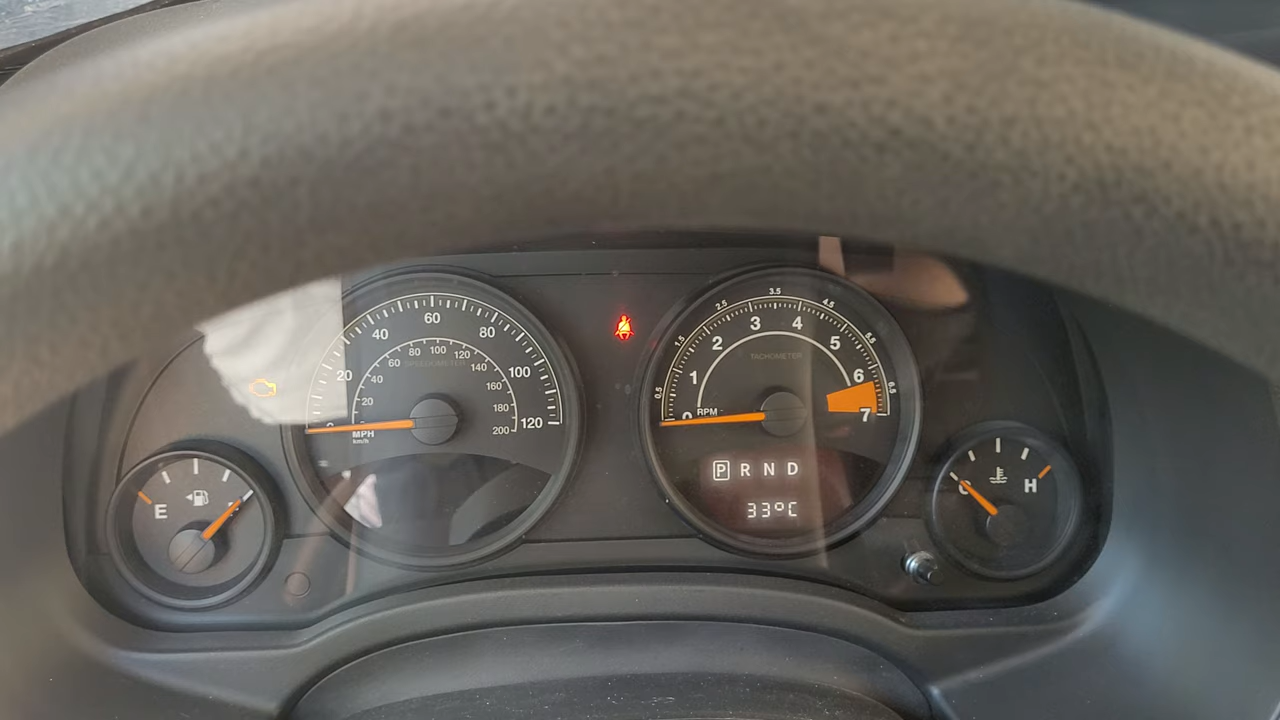 20 40 60 80 100 120
20 40 60 80 100 120 140 160 180 200
SPEEDOMETER
MPH
km/h
0 1 2 3 4 5 6 7
0.5 1.5 2.5 3.5 4.5 5.5 6.5
TACHOMETER
RPM
P R N D
33°C
E
C H